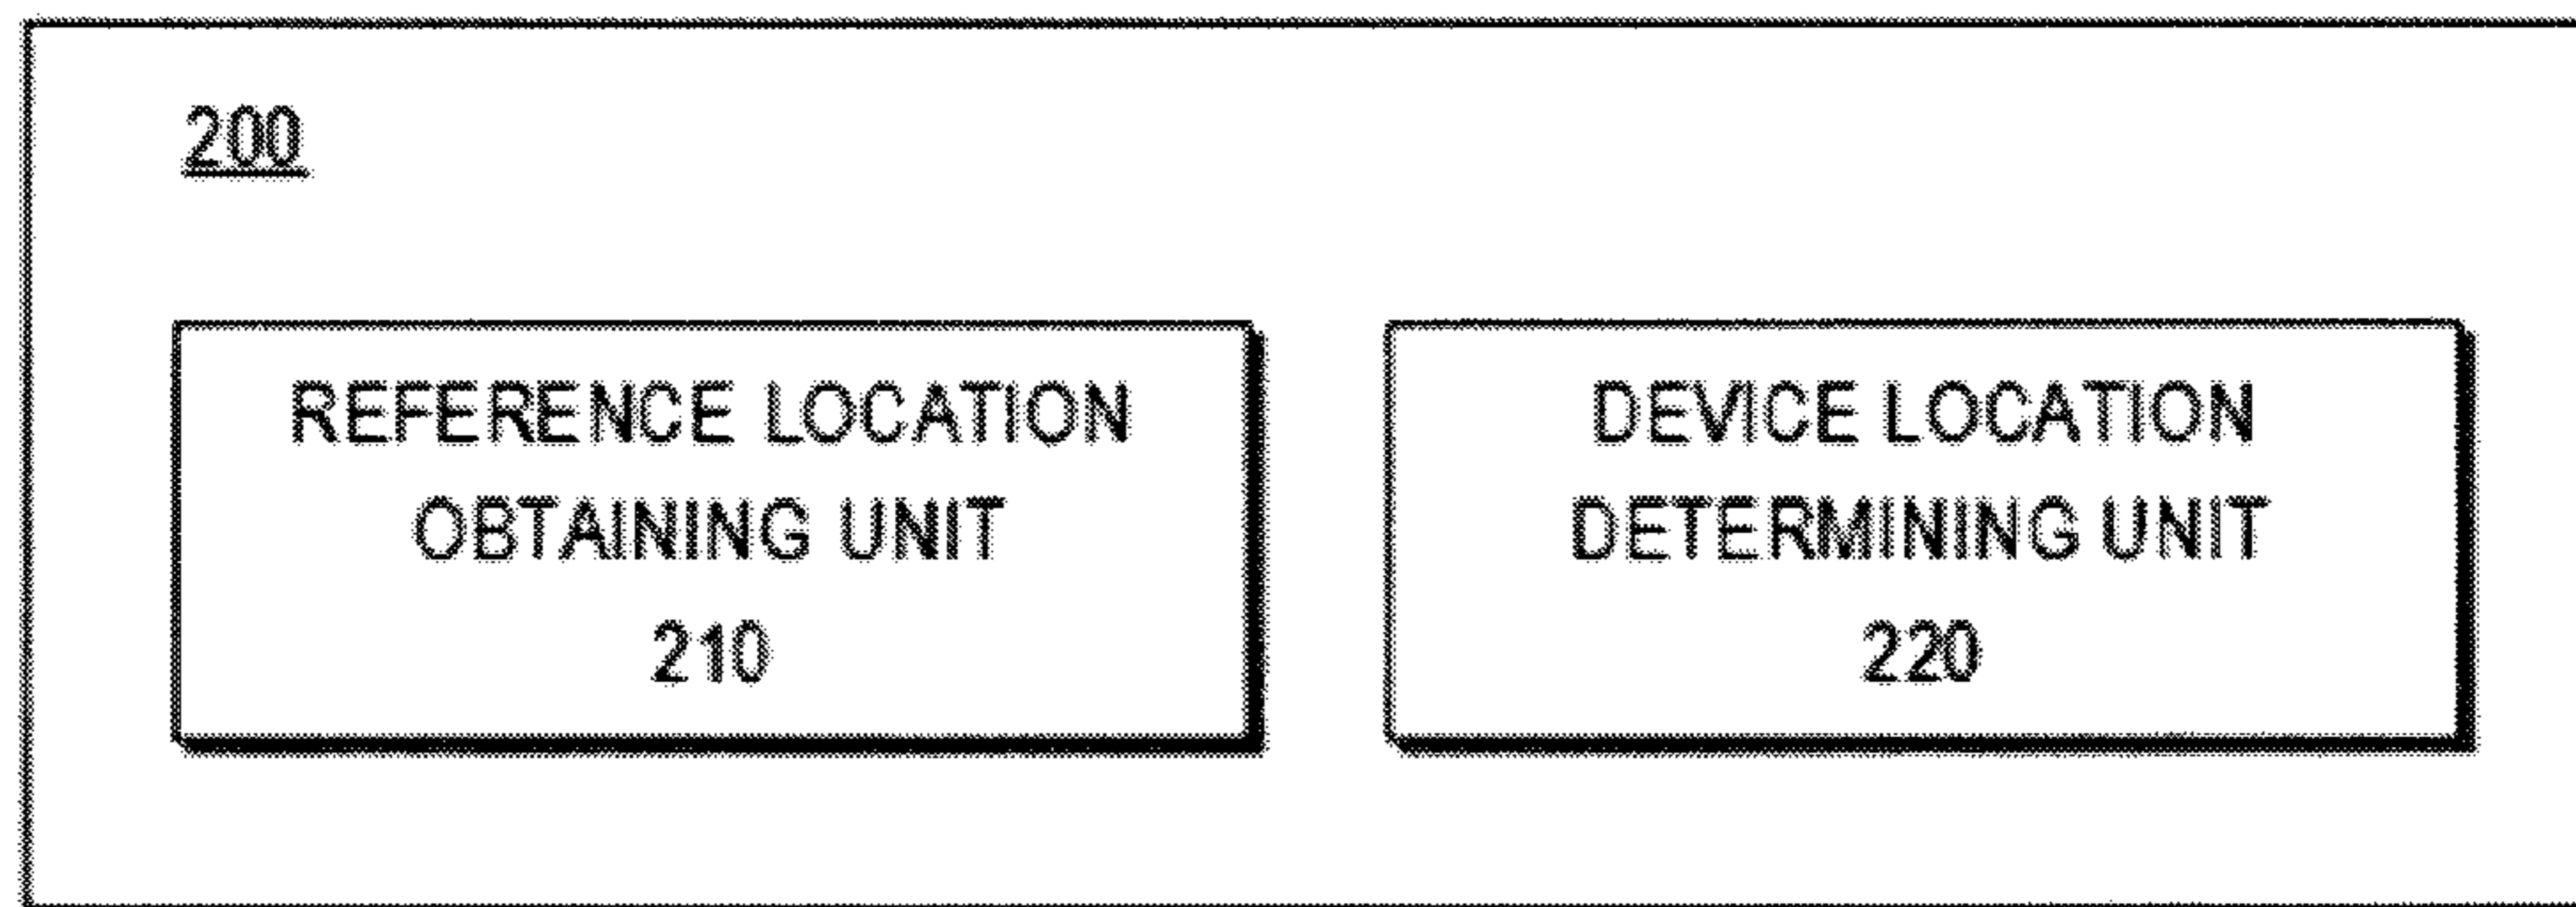 200
REFERENCE LOCATION
OBTAINING UNIT
210
DEVICE LOCATION
DETERMINING UNIT
220